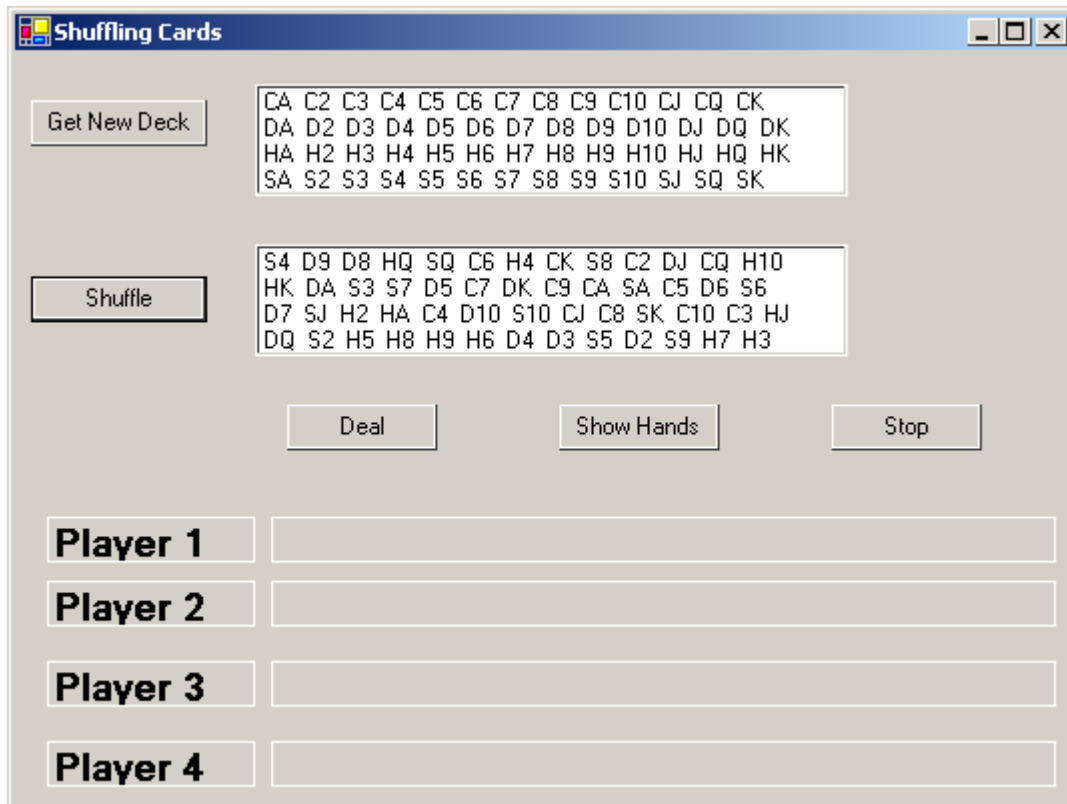 Shuffling Cards
Get New Deck
CA C2 C3 C4 C5 C6 C7 C8 C9 C10 CJ CQ CK
DA D2 D3 D4 D5 D6 D7 D8 D9 D10 DJ DQ DK
HA H2 H3 H4 H5 H6 H7 H8 H9 H10 HJ HQ HK
SA S2 S3 S4 S5 S6 S7 S8 S9 S10 SJ SQ SK
Shuffle
S4 D9 D8 HQ SQ C6 H4 CK S8 C2 DJ CQ H10
HK DA S3 S7 D5 C7 DK C9 CA SA C5 D6 S6
D7 SJ H2 HA C4 D10 S10 CJ C8 SK C10 C3 HJ
DQ S2 H5 H8 H9 H6 D4 D3 S5 D2 S9 H7 H3
Deal Show Hands Stop
Player 1
Player 2
Player 3
Player 4